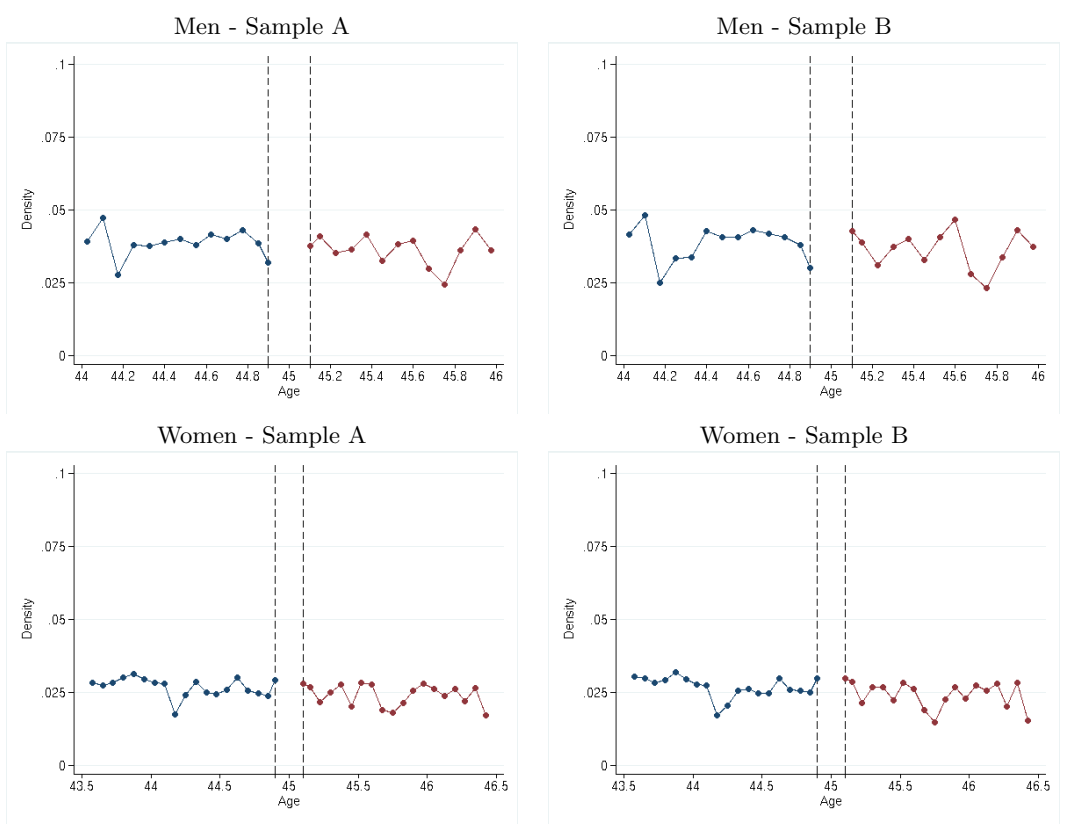 Men - Sample A
.1
.075
.05
.025
0
Density
44 44.2 44.4 44.6 44.8 45 45.2 45.4 45.6 45.8 46
Age
Men - Sample B
.1
.075
.05
.025
0
Density
44 44.2 44.4 44.6 44.8 45 45.2 45.4 45.6 45.8 46
Age
Women - Sample A
.1
.075
.05
.025
0
Density
43.5 44 44.5 45 45.5 46 46.5
Age
Women - Sample B
.1
.075
.05
.025
0
Density
43.5 44 44.5 45 45.5 46 46.5
Age